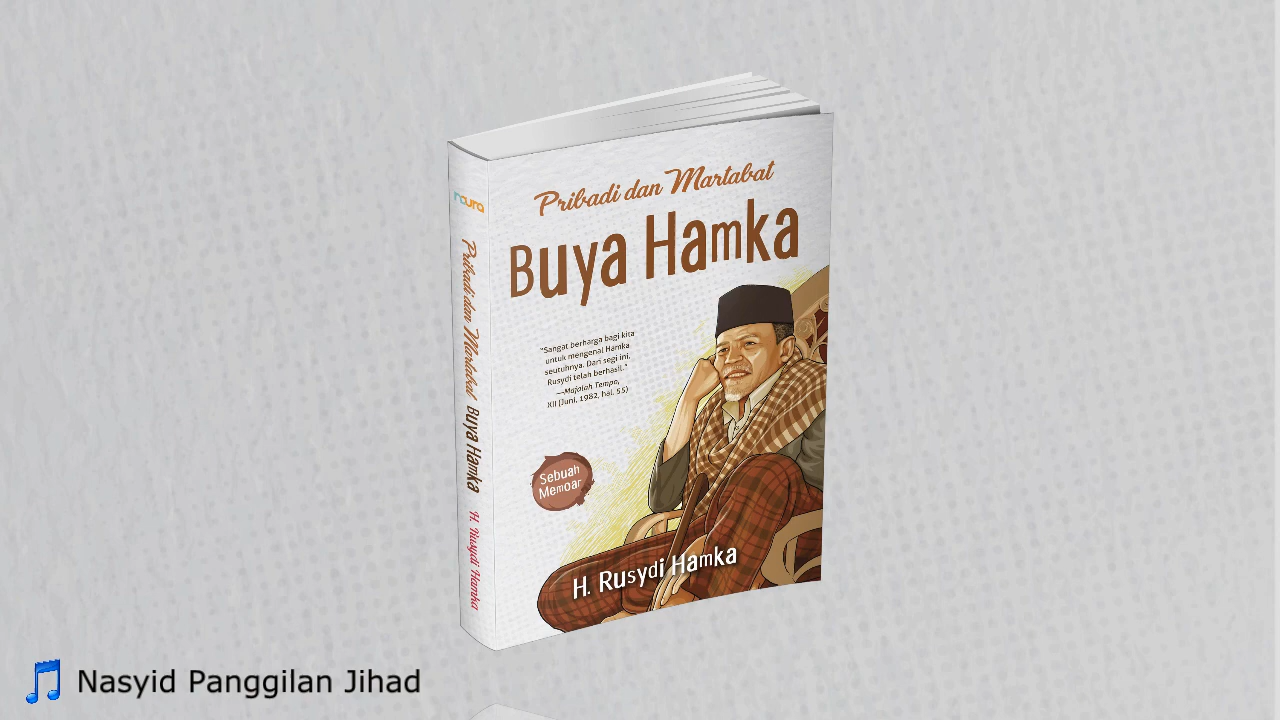 noura
Pribadi dan Martabat Buya Hamka H. Rusydi Hamka
Pribadi dan Martabat
Buya Hamka
"Sangat berharga bagi kita
untuk mengenal Hamka
seutuhnya. Dari segi ini,
Rusydi telah berhasil."
—Majalah Tempo,
XII (Juni, 1982, hal. 55)
Sebuah
Memoar
H. Rusydi Hamka
Nasyid Panggilan Jihad